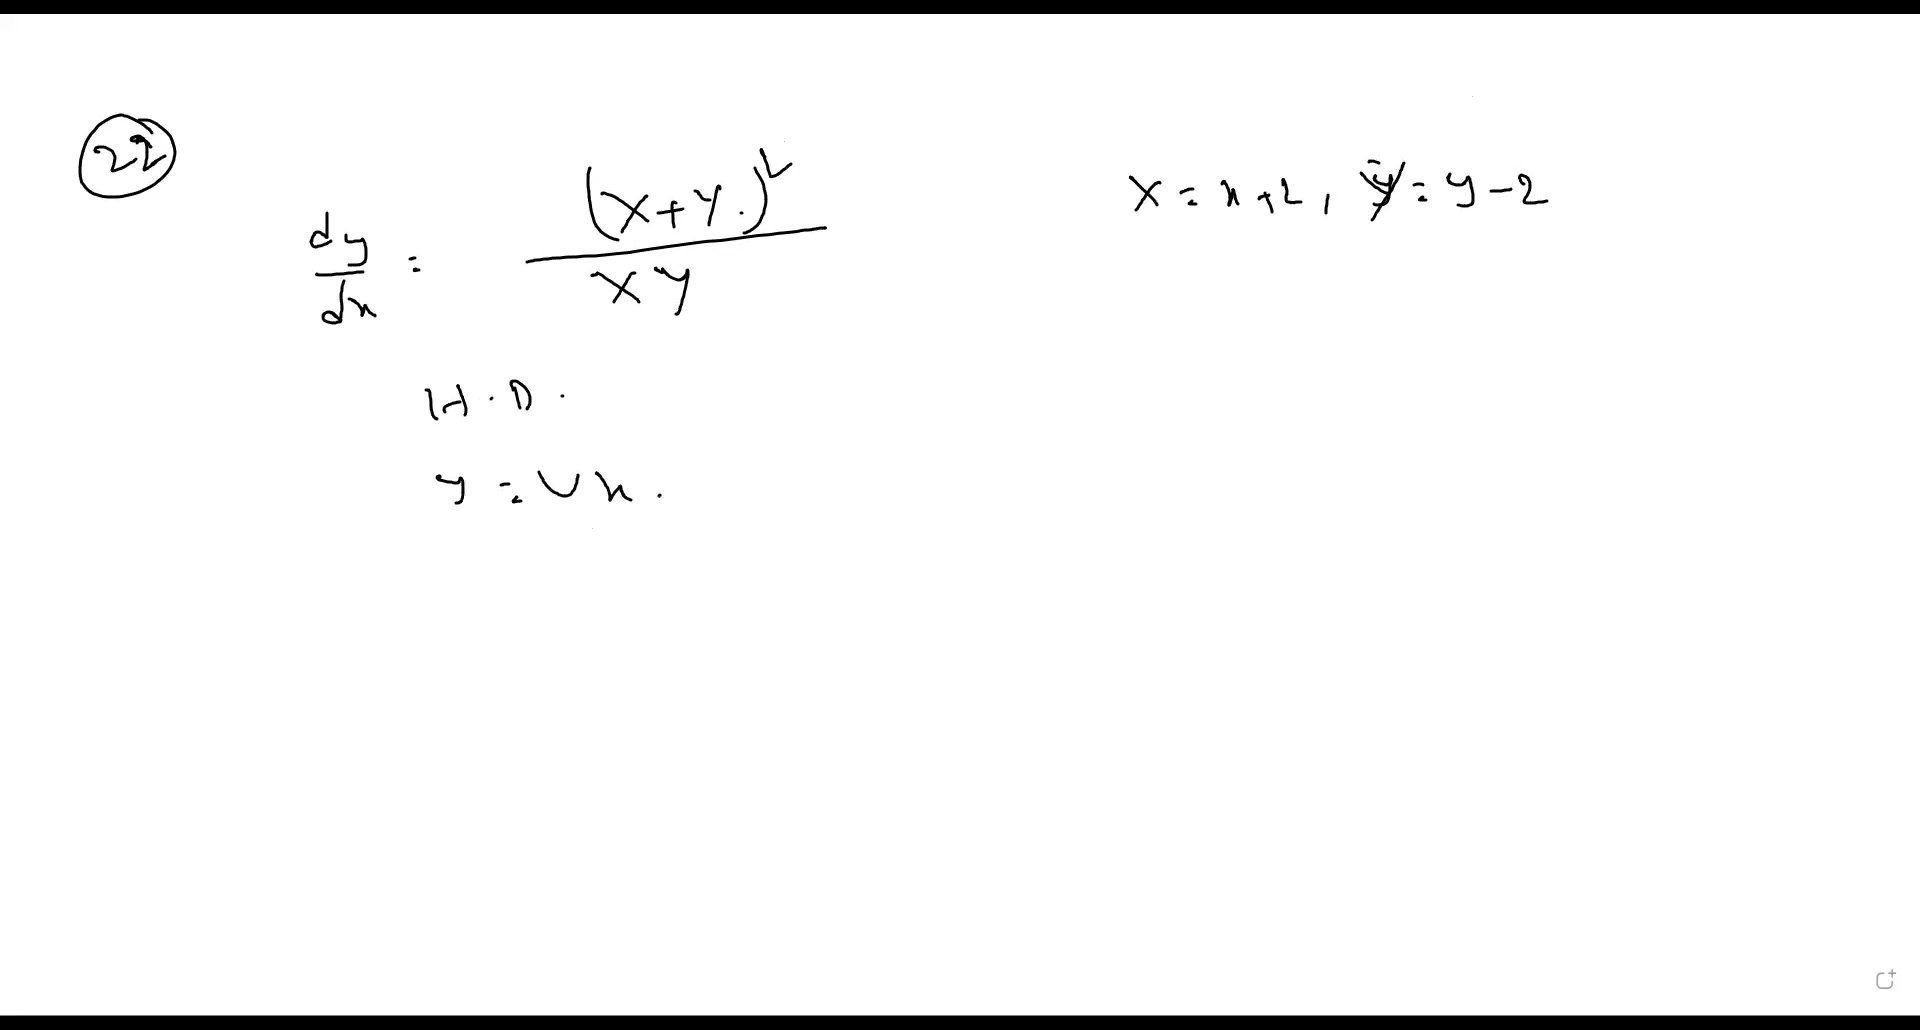 22
dy/dx = (X+Y.)² / XY
X = x+2, Y = y-2
H.D.
y = vx.